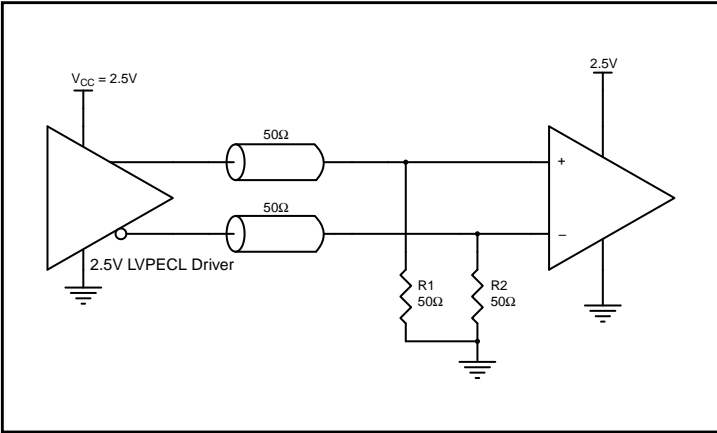 V_CC = 2.5V
2.5V
50Ω
+
50Ω
−
2.5V LVPECL Driver
R1
50Ω
R2
50Ω